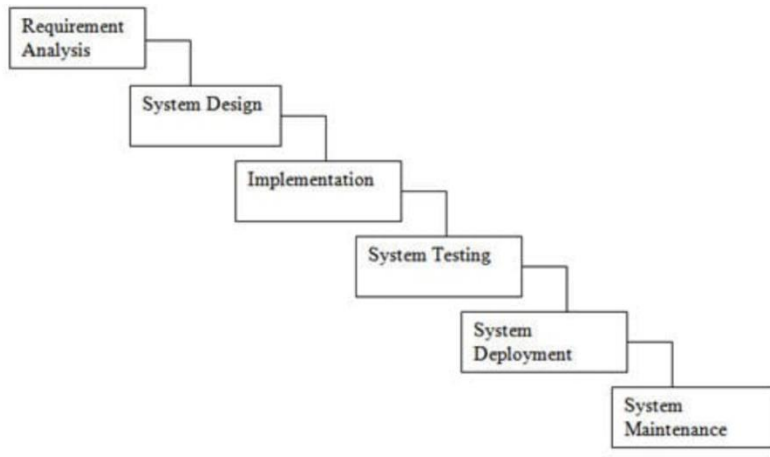 Requirement
Analysis
System Design
Implementation
System Testing
System
Deployment
System
Maintenance